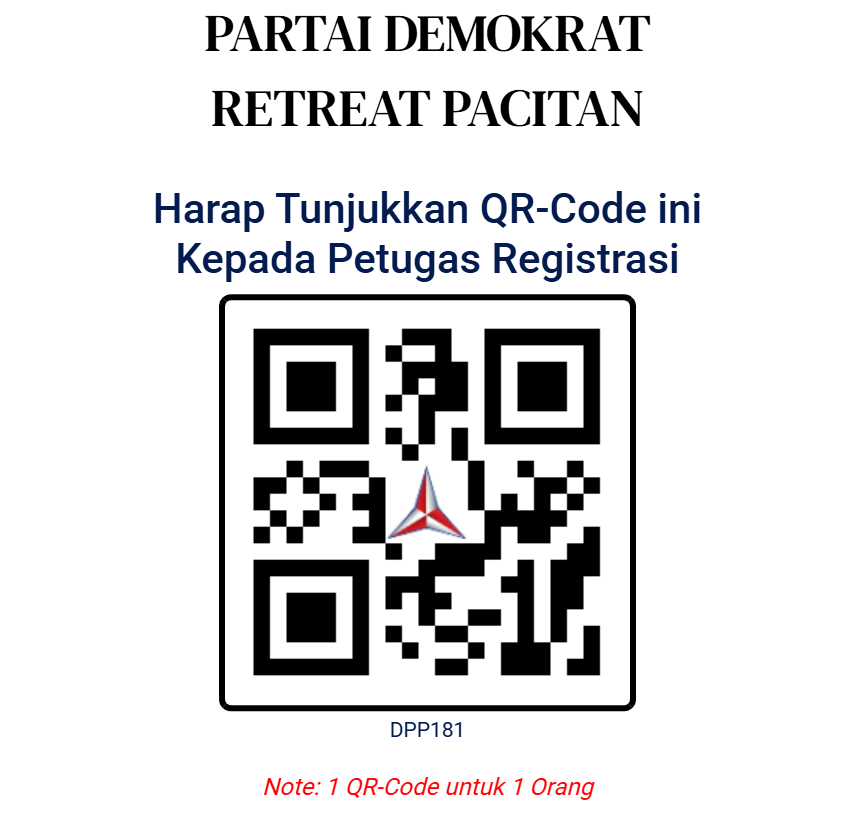 PARTAI DEMOKRAT
RETREAT PACITAN
Harap Tunjukkan QR-Code ini
Kepada Petugas Registrasi
DPP181
Note: 1 QR-Code untuk 1 Orang